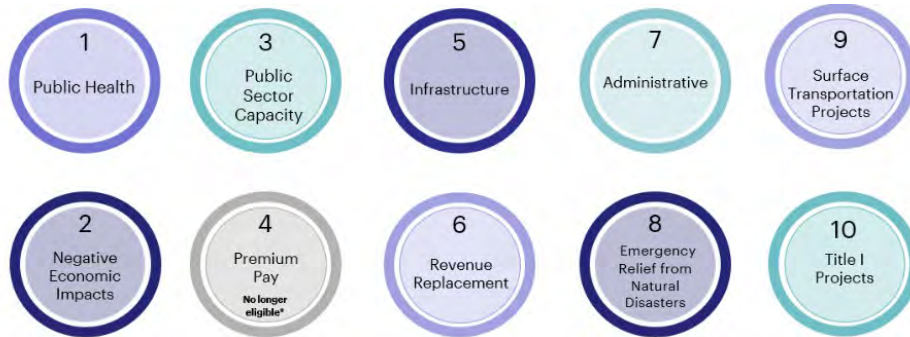 1
Public Health
3
Public
Sector
Capacity
5
Infrastructure
7
Administrative
9
Surface
Transportation
Projects
2
Negative
Economic
Impacts
4
Premium
Pay
No longer
eligible*
6
Revenue
Replacement
8
Emergency
Relief from
Natural
Disasters
10
Title I
Projects